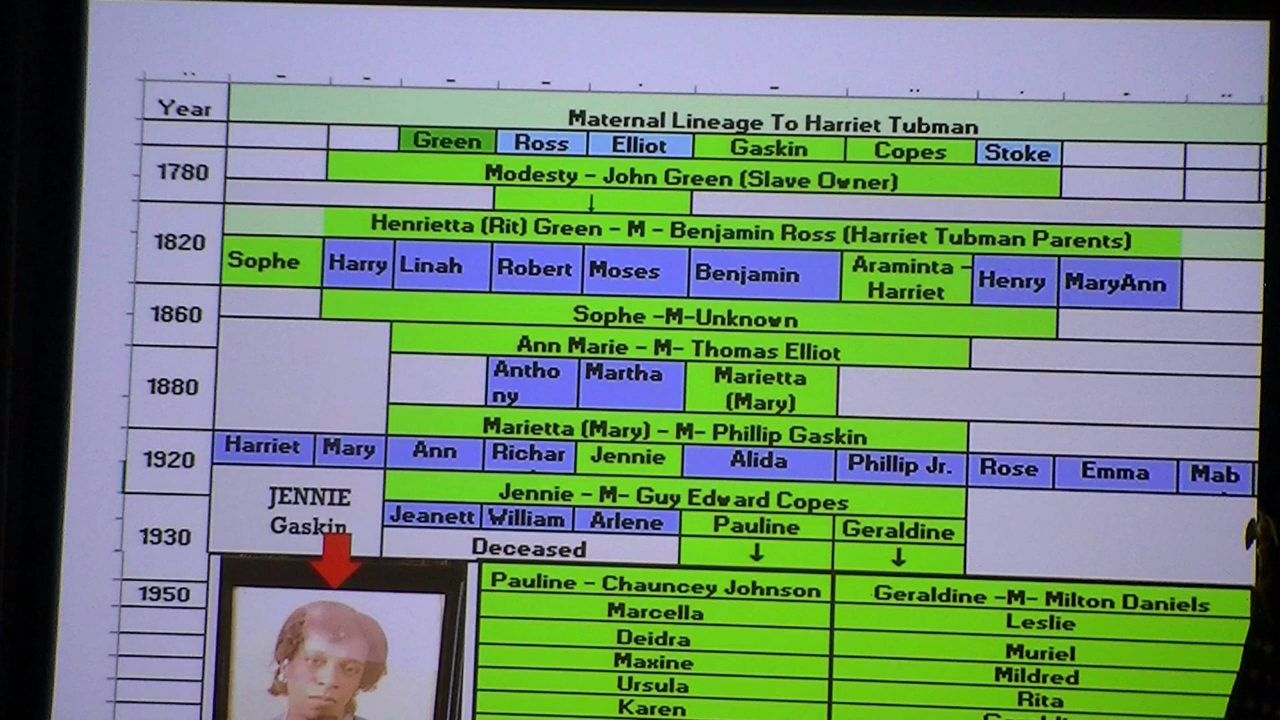 Year
Maternal Lineage To Harriet Tubman
Green Ross Elliot Gaskin Copes Stoke
1780
Modesty - John Green (Slave Owner)
↓
1820
Henrietta (Rit) Green - M - Benjamin Ross (Harriet Tubman Parents)
Sophe Harry Linah Robert Moses Benjamin Araminta - Harriet Henry MaryAnn
1860
Sophe -M-Unknown
Ann Marie - M- Thomas Elliot
1880
Antho
ny
Martha
Marietta
(Mary)
Marietta (Mary) - M- Phillip Gaskin
1920
Harriet Mary Ann Richar Jennie Alida Phillip Jr. Rose Emma Mab
JENNIE
Gaskin
Jennie - M- Guy Edward Copes
1930
Jeanett William Arlene Pauline Geraldine
Deceased ↓ ↓
1950
Pauline - Chauncey Johnson
Marcella
Deidra
Maxine
Ursula
Karen
Geraldine -M- Milton Daniels
Leslie
Muriel
Mildred
Rita